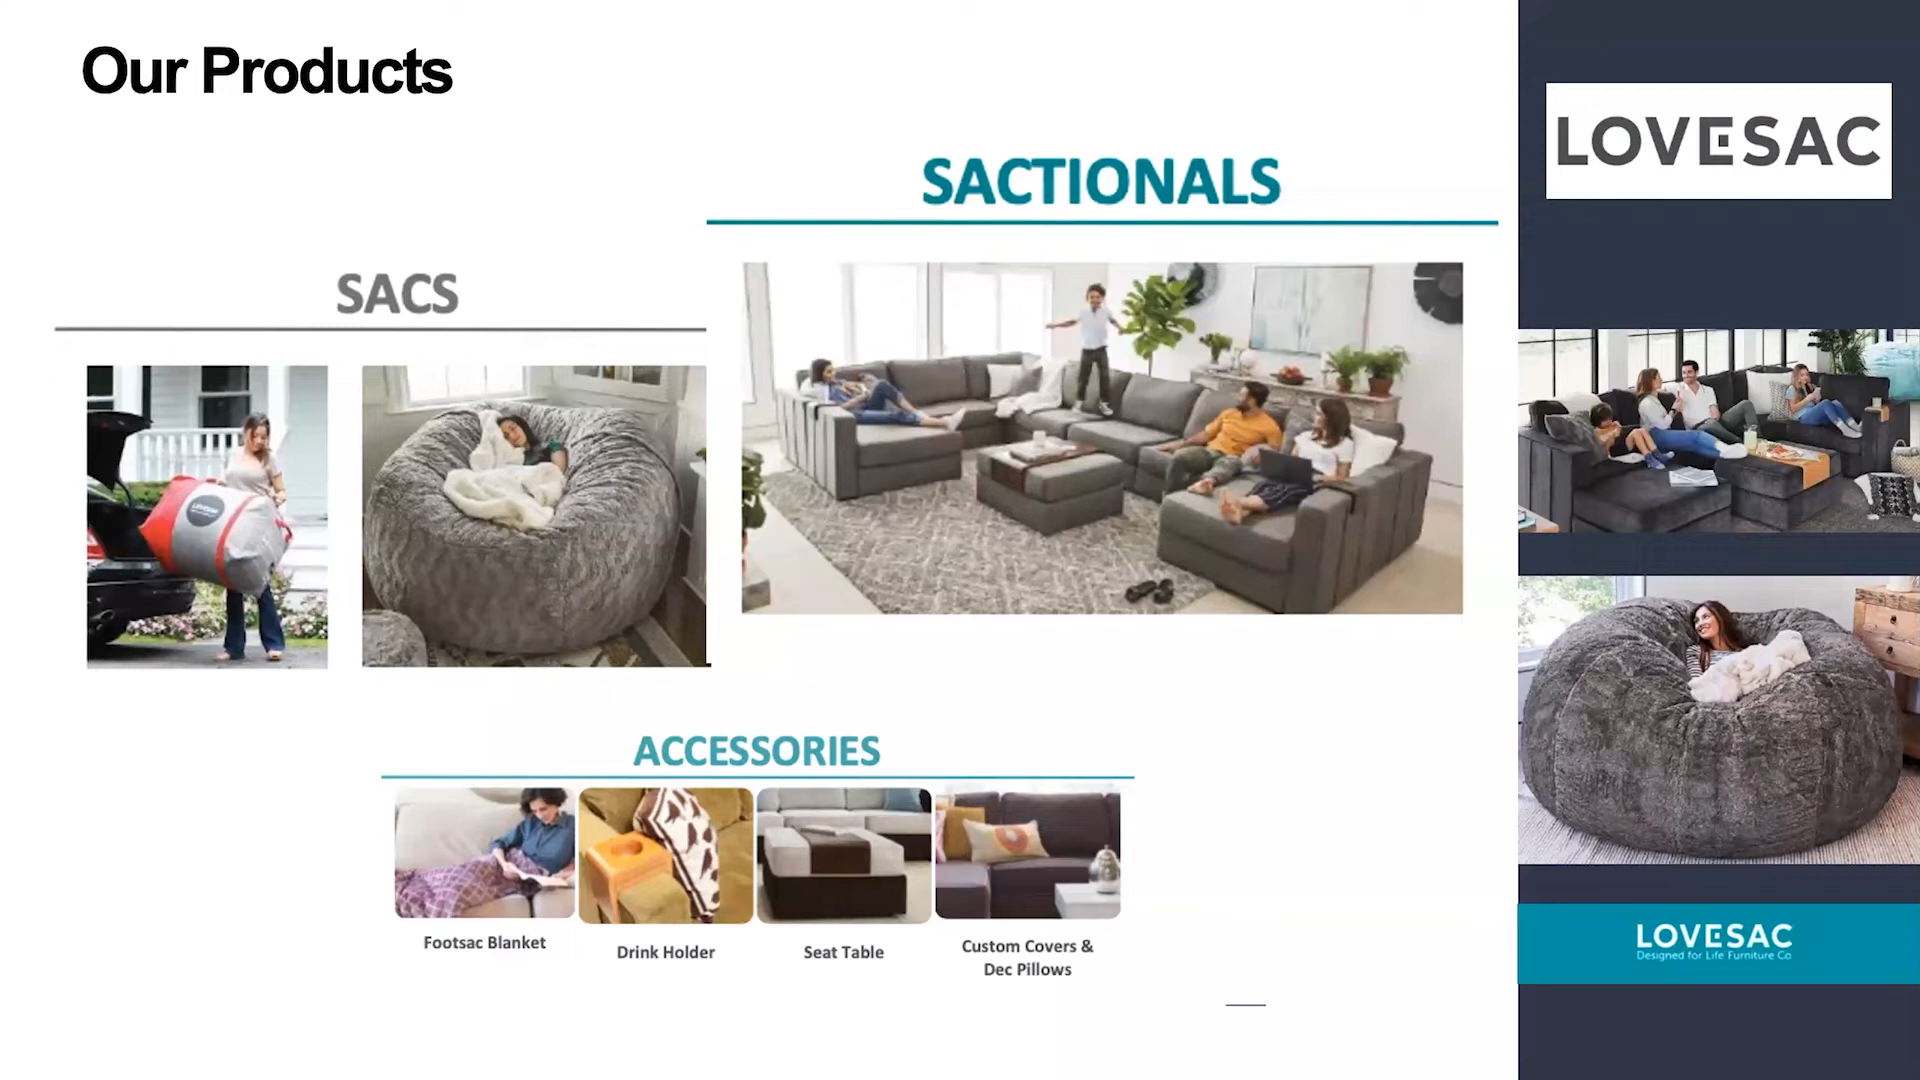 Our Products
SACTIONALS
SACS
LOVESAC
ACCESSORIES
Footsac Blanket
Drink Holder
Seat Table
Custom Covers &
Dec Pillows
LOVESAC
LOVESAC
Designed for Life Furniture Co